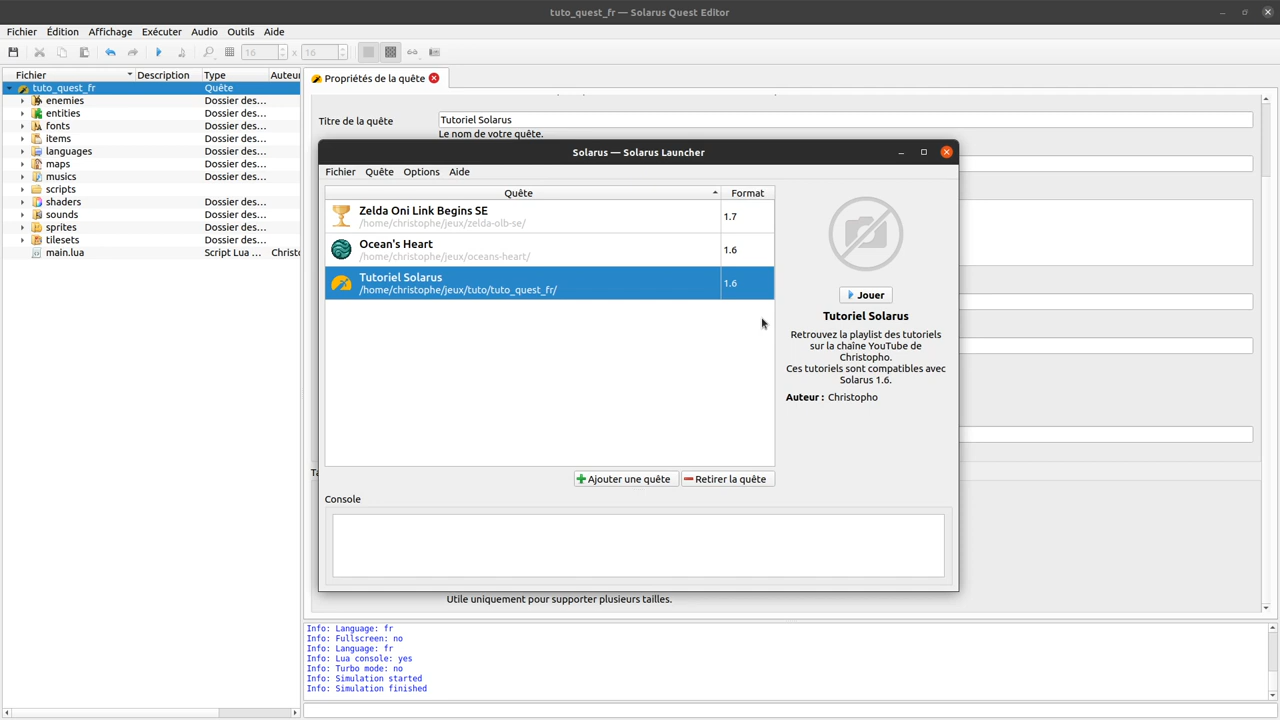 tuto_quest_fr — Solarus Quest Editor
Fichier Édition Affichage Exécuter Audio Outils Aide
16 x 16
Fichier Description Type Auteur
tuto_quest_fr Quête
enemies Dossier des...
entities Dossier des...
fonts Dossier des...
items Dossier des...
languages Dossier des...
maps Dossier des...
musics Dossier des...
scripts
shaders Dossier des...
sounds Dossier des...
sprites Dossier des...
tilesets Dossier des...
main.lua Script Lua ... Christo
Propriétés de la quête
Titre de la quête Tutoriel Solarus
Le nom de votre quête.
Solarus — Solarus Launcher
Fichier Quête Options Aide
Quête Format
Zelda Oni Link Begins SE 1.7
/home/christophe/jeux/zelda-olb-se/
Ocean's Heart 1.6
/home/christophe/jeux/oceans-heart/
Tutoriel Solarus 1.6
/home/christophe/jeux/tuto/tuto_quest_fr/
Jouer
Tutoriel Solarus
Retrouvez la playlist des tutoriels
sur la chaîne YouTube de
Christopho.
Ces tutoriels sont compatibles avec
Solarus 1.6.
Auteur : Christopho
Ajouter une quête Retirer la quête
Console
Utile uniquement pour supporter plusieurs tailles.
Info: Language: fr
Info: Fullscreen: no
Info: Language: fr
Info: Lua console: yes
Info: Turbo mode: no
Info: Simulation started
Info: Simulation finished